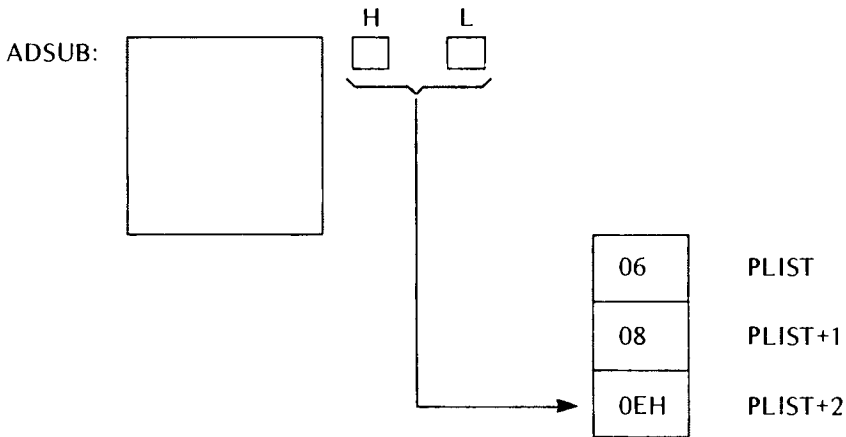 H L
ADSUB:
06 PLIST
08 PLIST+1
0EH PLIST+2